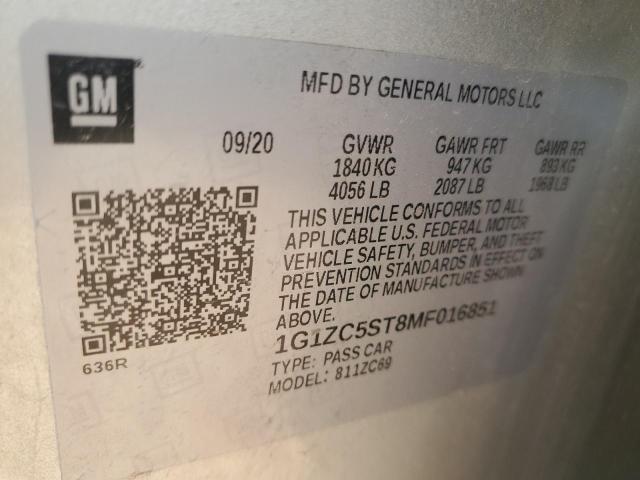 GM
MFD BY GENERAL MOTORS LLC
09/20 GVWR GAWR FRT GAWR RR
1840 KG 947 KG 893 KG
4056 LB 2087 LB 1968 LB
THIS VEHICLE CONFORMS TO ALL
APPLICABLE U.S. FEDERAL MOTOR
VEHICLE SAFETY, BUMPER, AND THEFT
PREVENTION STANDARDS IN EFFECT ON
THE DATE OF MANUFACTURE SHOWN
ABOVE.
1G1ZC5ST8MF016851
636R
TYPE: PASS CAR
MODEL: 811ZC69